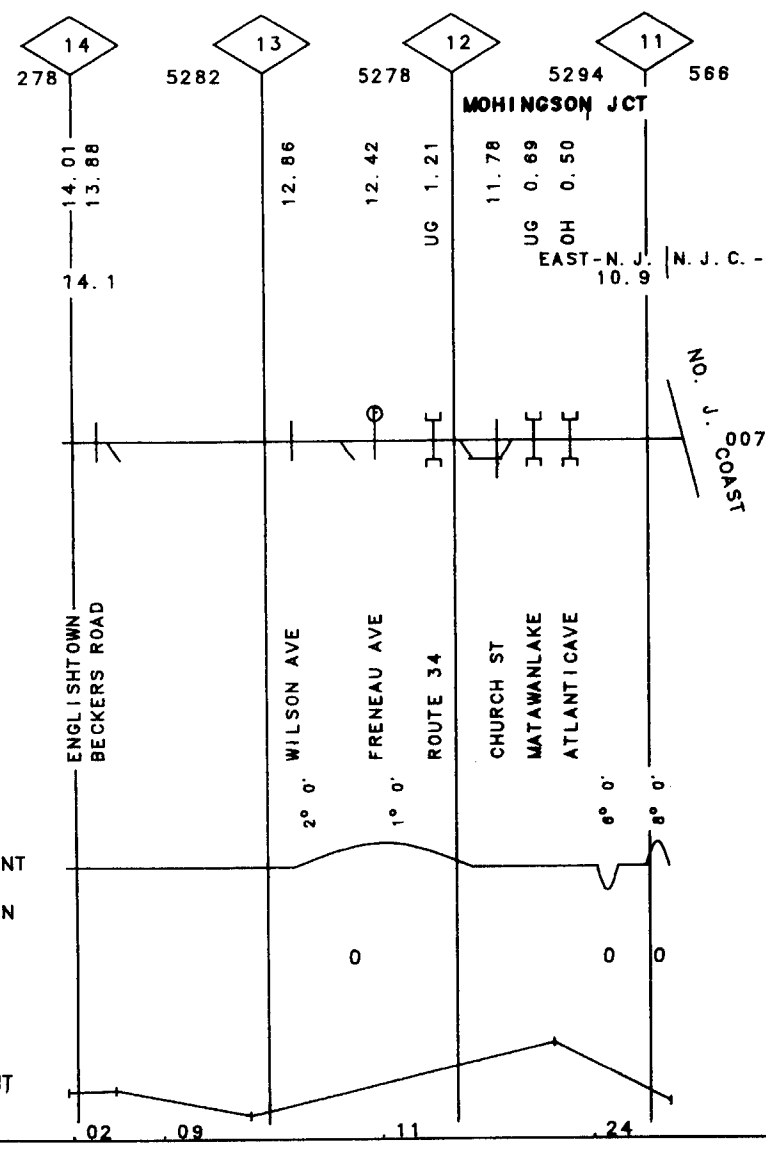 14
13
12
11
278
5282
5278
5294
566
MOHINGSON JCT
14.01
13.88
12.86
12.42
UG 1.21
11.78
UG 0.69
OH 0.50
EAST-N.J. | N.J.C.-
14.1
10.9
NO. J. COAST
007
ENGLISHTOWN
BECKERS ROAD
WILSON AVE
FRENEAU AVE
ROUTE 34
CHURCH ST
MATAWANLAKE
ATLANTICAVE
2° 0'
1° 0'
6° 0'
8° 0'
NT
N
0
0
0
T
.02
.09
.11
.24